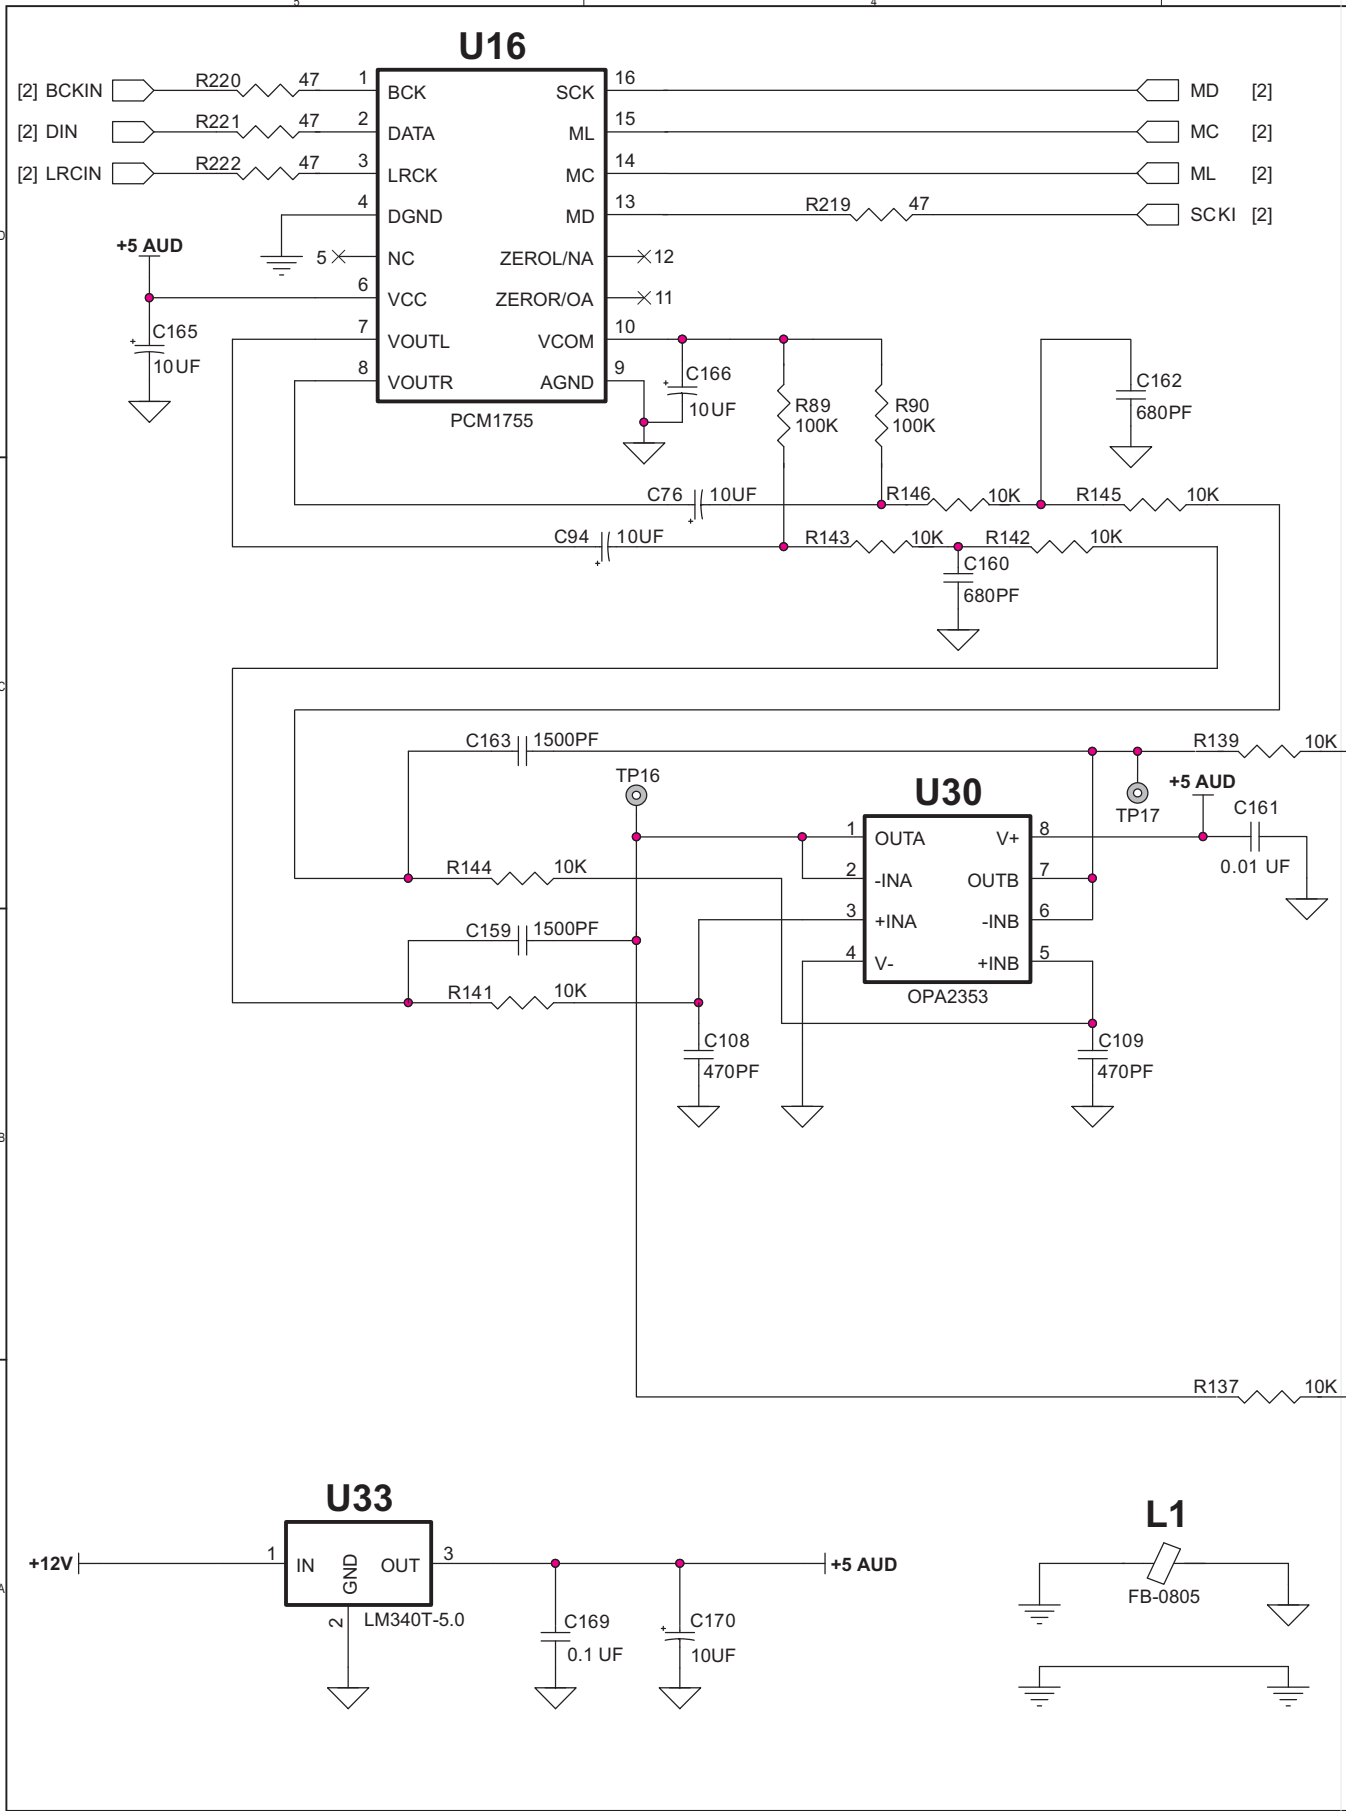 5
4
U16
[2] BCKIN
R220 47
1
BCK
SCK
16
MD [2]
[2] DIN
R221 47
2
DATA
ML
15
MC [2]
[2] LRCIN
R222 47
3
LRCK
MC
14
ML [2]
4
DGND
MD
13
R219 47
SCKI [2]
D
+5 AUD
5
NC
ZEROL/NA
12
6
VCC
ZEROR/OA
11
C165
10UF
7
VOUTL
VCOM
10
8
VOUTR
AGND
9
PCM1755
C166
10UF
R89
100K
R90
100K
C162
680PF
C76 10UF
R146 10K
R145 10K
C94 10UF
R143 10K
R142 10K
C160
680PF
C
C163 1500PF
R139 10K
TP16
U30
+5 AUD
TP17
C161
0.01 UF
1
OUTA
V+
8
R144 10K
2
-INA
OUTB
7
3
+INA
-INB
6
C159 1500PF
4
V-
+INB
5
R141 10K
OPA2353
C108
470PF
C109
470PF
B
R137 10K
U33
L1
+12V
1
IN
GND
OUT
3
+5 AUD
A
2
LM340T-5.0
C169
0.1 UF
C170
10UF
FB-0805